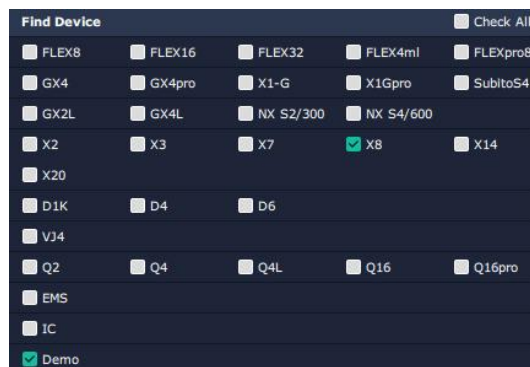 Find Device Check All
FLEX8 FLEX16 FLEX32 FLEX4ml FLEXpro8
GX4 GX4pro X1-G X1Gpro SubitoS4
GX2L GX4L NX S2/300 NX S4/600
X2 X3 X7 X8 X14
X20
D1K D4 D6
VJ4
Q2 Q4 Q4L Q16 Q16pro
EMS
IC
Demo